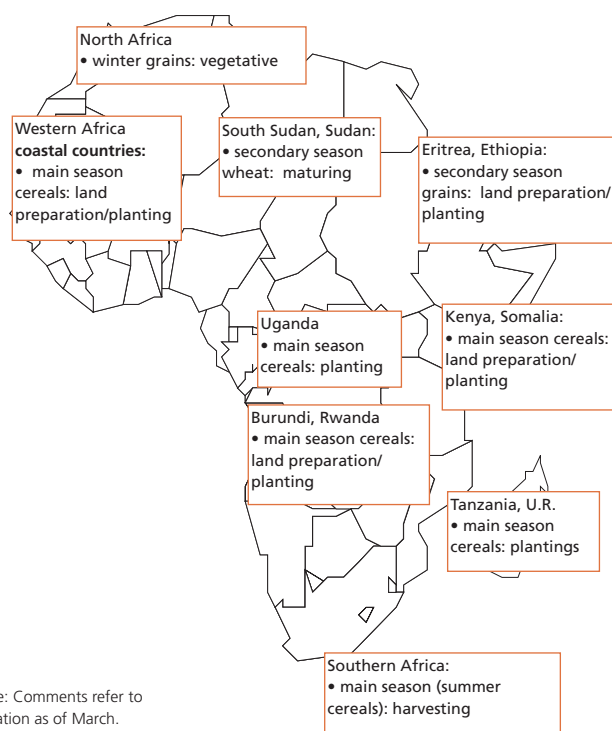 North Africa
• winter grains: vegetative
Western Africa
coastal countries:
• main season
cereals: land
preparation/planting
South Sudan, Sudan:
• secondary season
wheat: maturing
Eritrea, Ethiopia:
• secondary season
grains: land preparation/
planting
Uganda
• main season
cereals: planting
Kenya, Somalia:
• main season cereals:
land preparation/
planting
Burundi, Rwanda
• main season cereals:
land preparation/
planting
Tanzania, U.R.
• main season
cereals: plantings
Southern Africa:
• main season (summer
cereals): harvesting
e: Comments refer to
ation as of March.